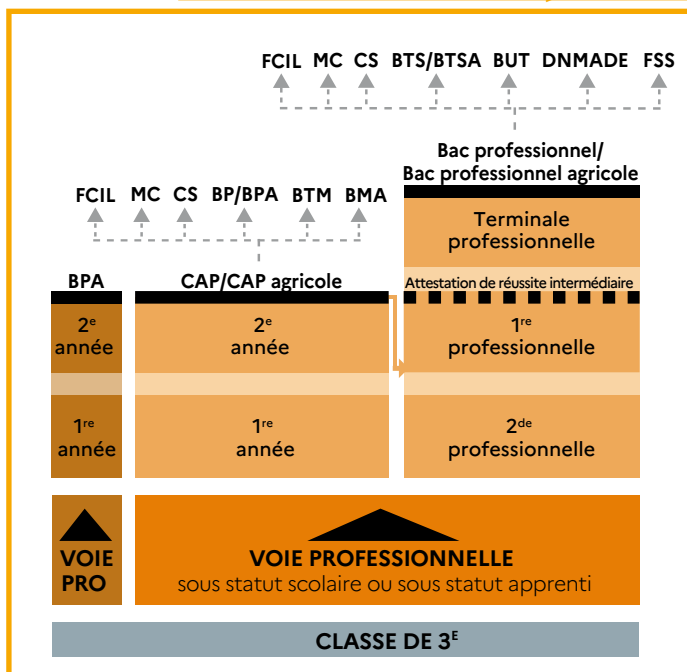 FCIL MC CS BTS/BTSA BUT DNMADE FSS
Bac professionnel/
Bac professionnel agricole
FCIL MC CS BP/BPA BTM BMA
Terminale
professionnelle
BPA
CAP/CAP agricole
Attestation de réussite intermédiaire
2e
année
2e
année
1re
professionnelle
1re
année
1re
année
2de
professionnelle
VOIE
PRO
VOIE PROFESSIONNELLE
sous statut scolaire ou sous statut apprenti
CLASSE DE 3E